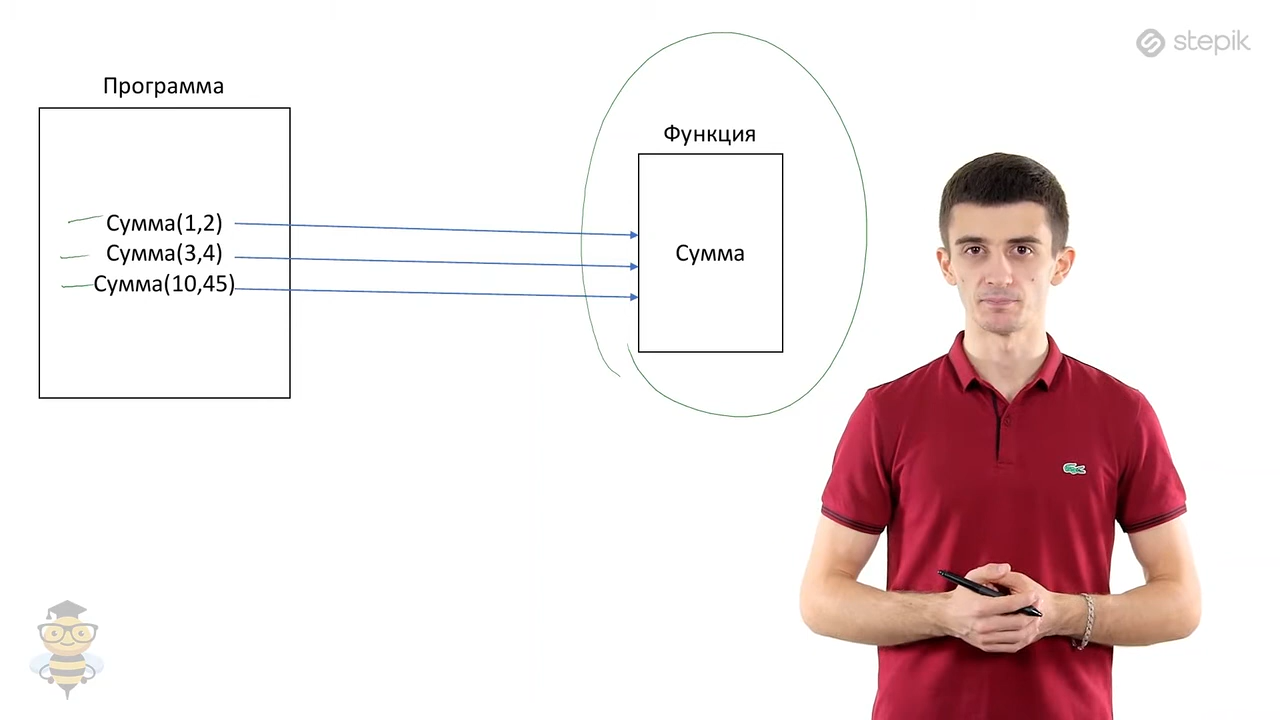 stepik
Программа
Функция
Сумма(1,2)
Сумма(3,4)
Сумма(10,45)
Сумма